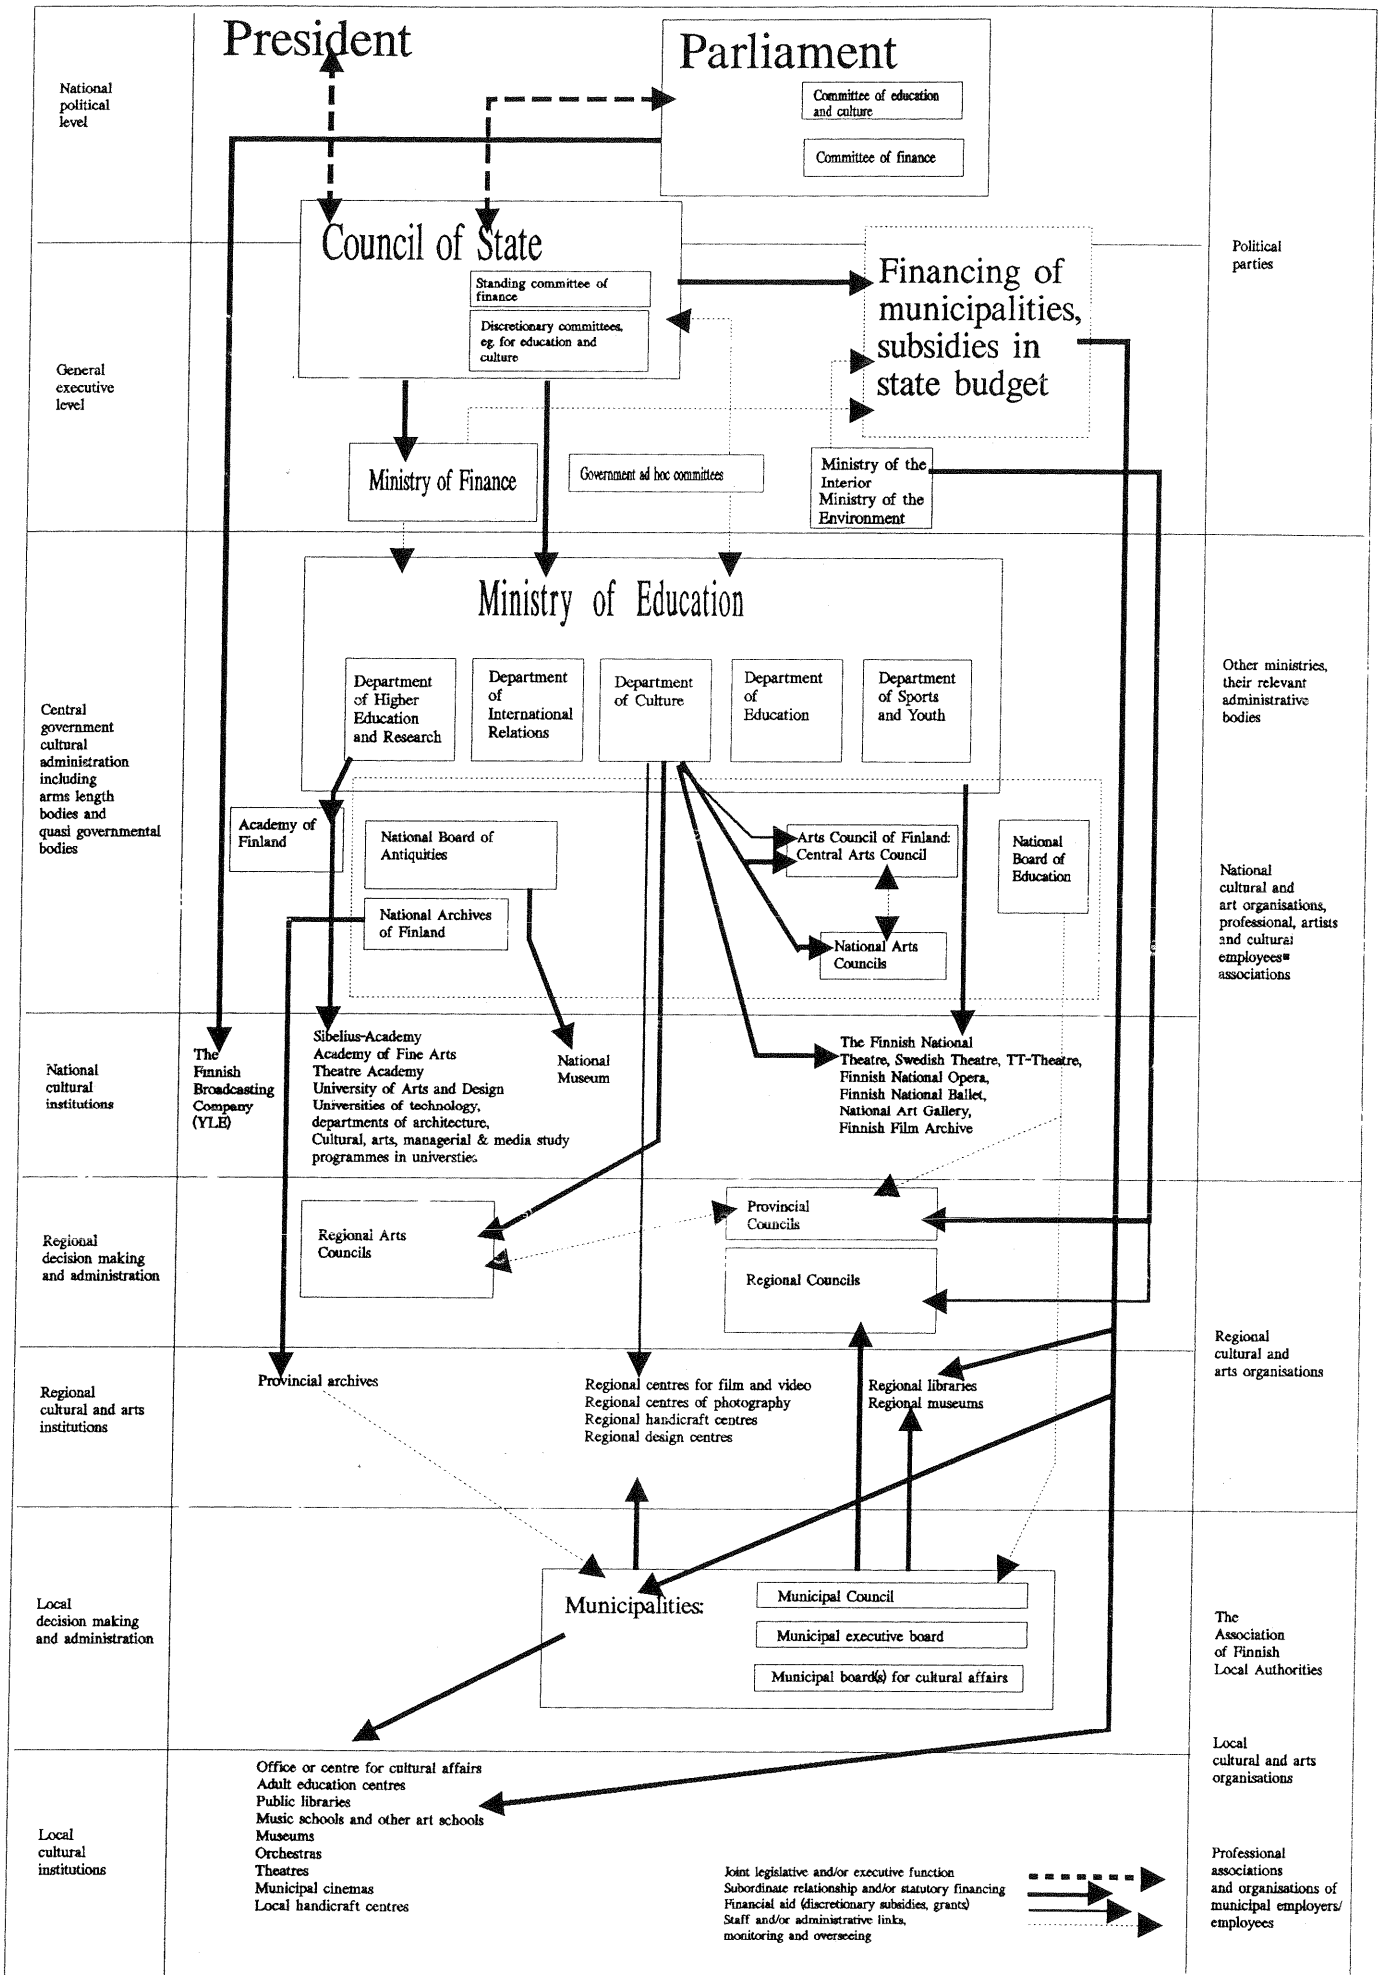 President
Parliament
National
political
level
Committee of education
and culture
Committee of finance
Council of State
Standing committee of
finance
Discretionary committees,
eg. for education and
culture
Financing of
municipalities,
subsidies in
state budget
Political
parties
General
executive
level
Ministry of Finance
Government ad hoc committees
Ministry of the
Interior
Ministry of the
Environment
Ministry of Education
Department
of Higher
Education
and Research
Department
of
International
Relations
Department
of Culture
Department
of
Education
Department
of Sports
and Youth
Other ministries,
their relevant
administrative
bodies
Central
government
cultural
administration
including
arms length
bodies and
quasi governmental
bodies
Academy of
Finland
National Board of
Antiquities
National Archives
of Finland
Arts Council of Finland:
Central Arts Council
National Arts
Councils
National
Board of
Education
National
cultural and
art organisations,
professional, artists
and cultural
employees
associations
National
cultural
institutions
The
Finnish
Broadcasting
Company
(YLE)
Sibelius-Academy
Academy of Fine Arts
Theatre Academy
University of Arts and Design
Universities of technology,
departments of architecture,
Cultural, arts, managerial & media study
programmes in universties
National
Museum
The Finnish National
Theatre, Swedish Theatre, TT-Theatre,
Finnish National Opera,
Finnish National Ballet,
National Art Gallery,
Finnish Film Archive
Regional
decision making
and administration
Regional Arts
Councils
Provincial
Councils
Regional Councils
Regional
cultural and arts
institutions
Provincial archives
Regional centres for film and video
Regional centres of photography
Regional handicraft centres
Regional design centres
Regional libraries
Regional museums
Regional
cultural and
arts organisations
Local
decision making
and administration
Municipalities:
Municipal Council
Municipal executive board
Municipal board(s) for cultural affairs
The
Association
of Finnish
Local Authorities
Local
cultural and arts
organisations
Local
cultural
institutions
Office or centre for cultural affairs
Adult education centres
Public libraries
Music schools and other art schools
Museums
Orchestras
Theatres
Municipal cinemas
Local handicraft centres
Joint legislative and/or executive function
Subordinate relationship and/or statutory financing
Financial aid (discretionary subsidies, grants)
Staff and/or administrative links,
monitoring and overseeing
Professional
associations
and organisations of
municipal employers/
employees